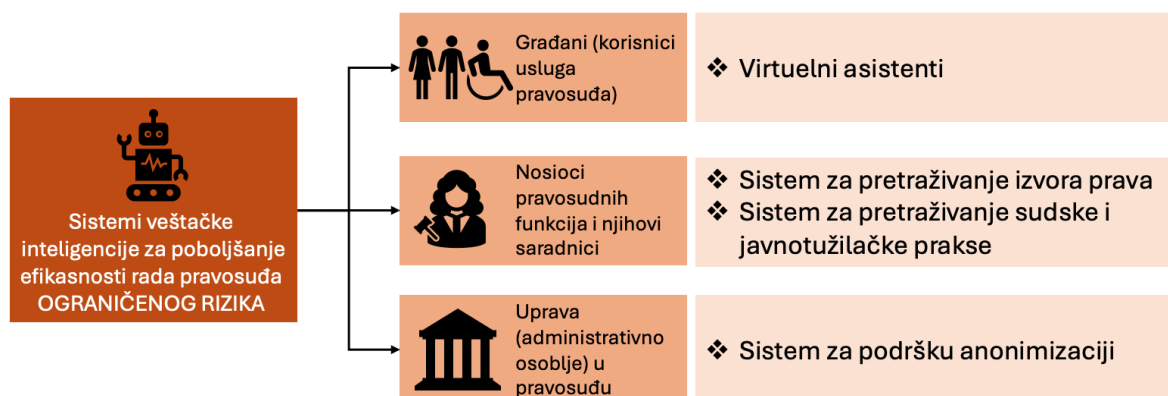 Sistemi veštačke
inteligencije za poboljšanje
efikasnosti rada pravosuđa
OGRANIČENOG RIZIKA
Građani (korisnici
usluga
pravosuđa)
❖ Virtuelni asistenti
Nosioci
pravosudnih
funkcija i njihovi
saradnici
❖ Sistem za pretraživanje izvora prava
❖ Sistem za pretraživanje sudske i
javnotužilačke prakse
Uprava
(administrativno
osoblje) u
pravosuđu
❖ Sistem za podršku anonimizaciji